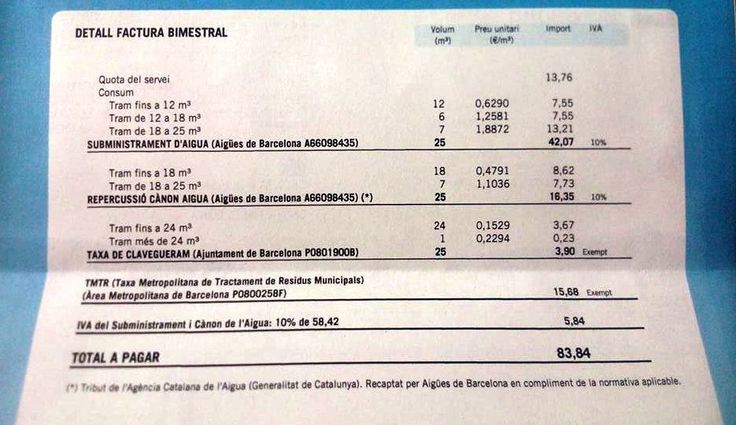 DETALL FACTURA BIMESTRAL Volum (m³) Preu unitari (€/m³) Import IVA
Quota del servei 13,76
Consum
Tram fins a 12 m³ 12 0,6290 7,55
Tram de 12 a 18 m³ 6 1,2581 7,55
Tram de 18 a 25 m³ 7 1,8872 13,21
SUBMINISTRAMENT D'AIGUA (Aigües de Barcelona A66098435) 25 42,07 10%
Tram fins a 18 m³ 18 0,4791 8,62
Tram de 18 a 25 m³ 7 1,1036 7,73
REPERCUSSIÓ CÀNON AIGUA (Aigües de Barcelona A66098435) (*) 25 16,35 10%
Tram fins a 24 m³ 24 0,1529 3,67
Tram més de 24 m³ 1 0,2294 0,23
TAXA DE CLAVEGUERAM (Ajuntament de Barcelona P0801900B) 25 3,90 Exempt
TMTR (Taxa Metropolitana de Tractament de Residus Municipals)
(Àrea Metropolitana de Barcelona P0800258F) 15,68 Exempt
IVA del Subministrament i Cànon de l'Aigua: 10% de 58,42 5,84
TOTAL A PAGAR 83,84
(*) Tribut de l'Agència Catalana de l'Aigua (Generalitat de Catalunya). Recaptat per Aigües de Barcelona en compliment de la normativa aplicable.